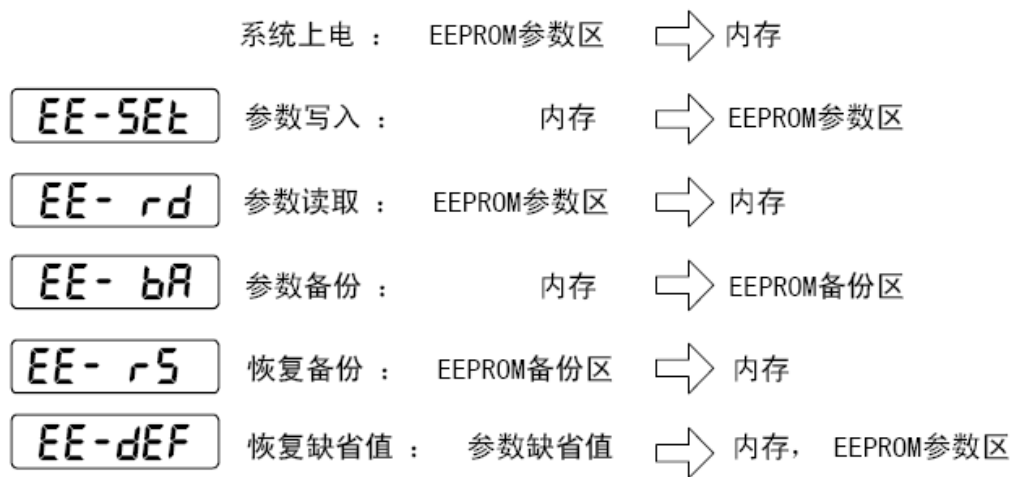 系统上电 ： EEPROM参数区 内存
EE-SEt 参数写入 ： 内存 EEPROM参数区
EE- rd 参数读取 ： EEPROM参数区 内存
EE- bA 参数备份 ： 内存 EEPROM备份区
EE- rS 恢复备份 ： EEPROM备份区 内存
EE-dEF 恢复缺省值 ： 参数缺省值 内存， EEPROM参数区